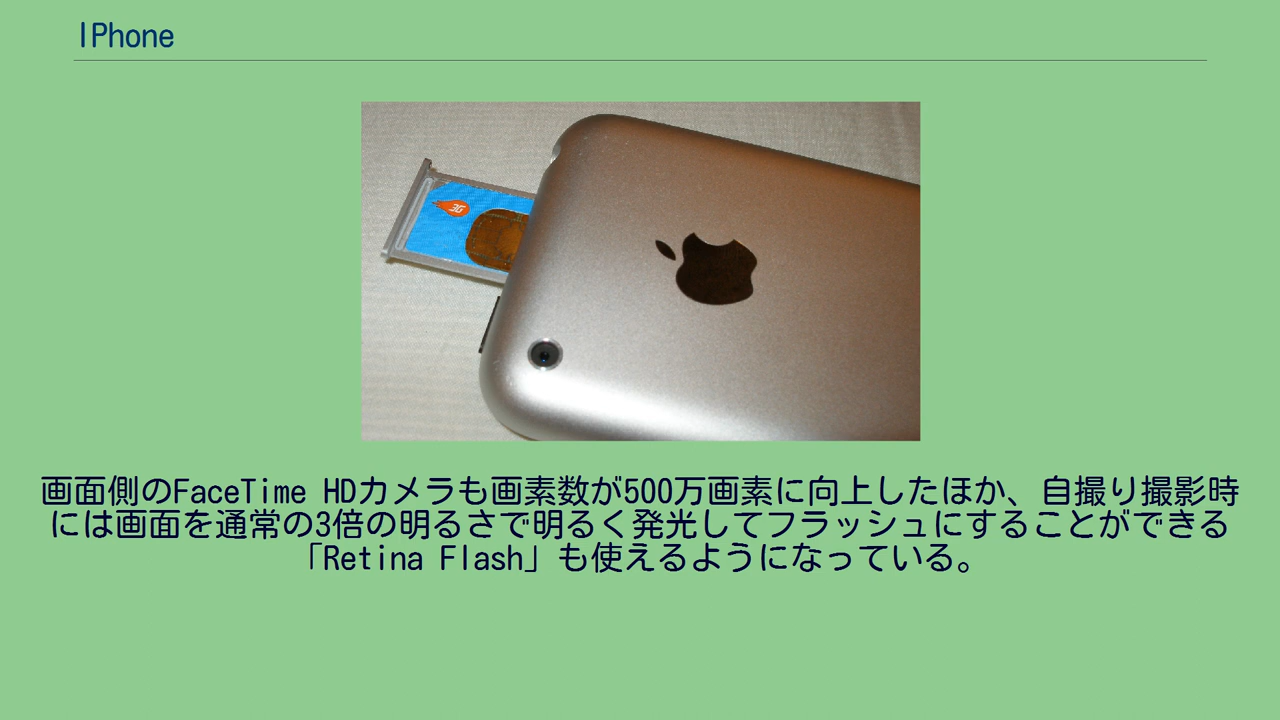 IPhone
3G
画面側のFaceTime HDカメラも画素数が500万画素に向上したほか、自撮り撮影時
には画面を通常の3倍の明るさで明るく発光してフラッシュにすることができる
「Retina Flash」も使えるようになっている。